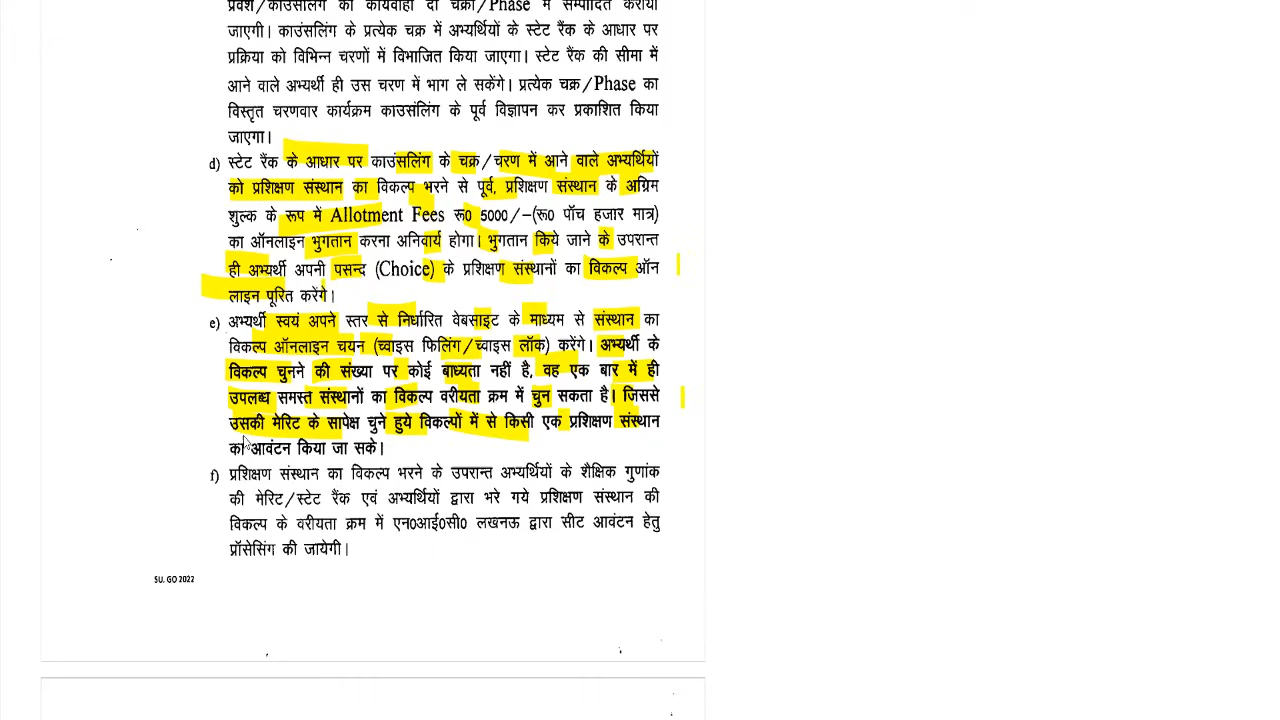 प्रवेश/काउंसलिंग की कार्यवाही दो चक्रों/Phase में सम्पादित करायी
जाएगी। काउंसलिंग के प्रत्येक चक्र में अभ्यर्थियों के स्टेट रैंक के आधार पर
प्रक्रिया को विभिन्न चरणों में विभाजित किया जाएगा। स्टेट रैंक की सीमा में
आने वाले अभ्यर्थी ही उस चरण में भाग ले सकेंगे। प्रत्येक चक्र/Phase का
विस्तृत चरणवार कार्यक्रम काउसंलिंग के पूर्व विज्ञापन कर प्रकाशित किया
जाएगा।
d) स्टेट रैंक के आधार पर काउंसलिंग के चक्र/चरण में आने वाले अभ्यर्थियों
को प्रशिक्षण संस्थान का विकल्प भरने से पूर्व, प्रशिक्षण संस्थान के अग्रिम
शुल्क के रूप में Allotment Fees रू0 5000/-(रू0 पॉच हजार मात्र)
का ऑनलाइन भुगतान करना अनिवार्य होगा। भुगतान किये जाने के उपरान्त
ही अभ्यर्थी अपनी पसन्द (Choice) के प्रशिक्षण संस्थानों का विकल्प ऑन
लाइन पूरित करेंगे।
e) अभ्यर्थी स्वयं अपने स्तर से निर्धारित वेबसाइट के माध्यम से संस्थान का
विकल्प ऑनलाइन चयन (च्वाइस फिलिंग/च्वाइस लॉक) करेंगे। अभ्यर्थी के
विकल्प चुनने की संख्या पर कोई बाध्यता नहीं है, वह एक बार में ही
उपलब्ध समस्त संस्थानों का विकल्प वरीयता क्रम में चुन सकता है। जिससे
उसकी मेरिट के सापेक्ष चुने हुये विकल्पों में से किसी एक प्रशिक्षण संस्थान
का आवंटन किया जा सके।
f) प्रशिक्षण संस्थान का विकल्प भरने के उपरान्त अभ्यर्थियों के शैक्षिक गुणांक
की मेरिट/स्टेट रैंक एवं अभ्यर्थियों द्वारा भरे गये प्रशिक्षण संस्थान की
विकल्प के वरीयता क्रम में एन0आई0सी0 लखनऊ द्वारा सीट आवंटन हेतु
प्रॉसेसिंग की जायेगी।
SU. GO 2022